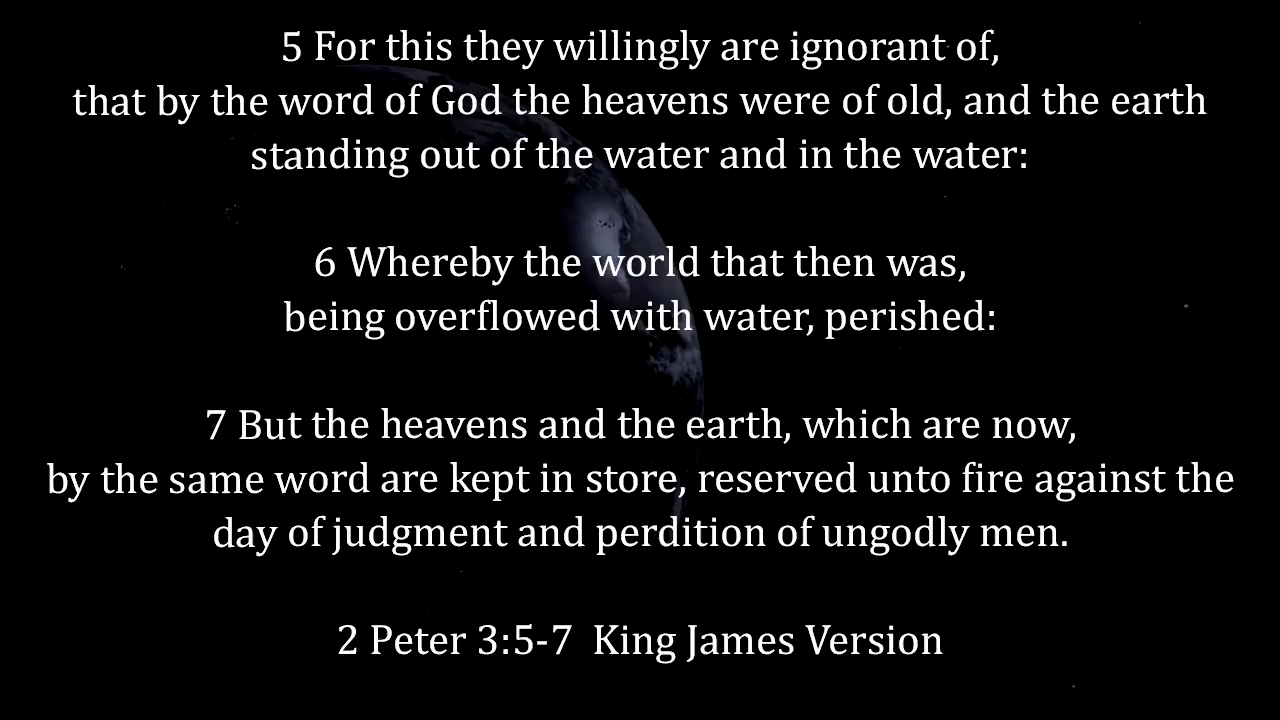 5 For this they willingly are ignorant of,
that by the word of God the heavens were of old, and the earth
standing out of the water and in the water:
6 Whereby the world that then was,
being overflowed with water, perished:
7 But the heavens and the earth, which are now,
by the same word are kept in store, reserved unto fire against the
day of judgment and perdition of ungodly men.
2 Peter 3:5-7  King James Version